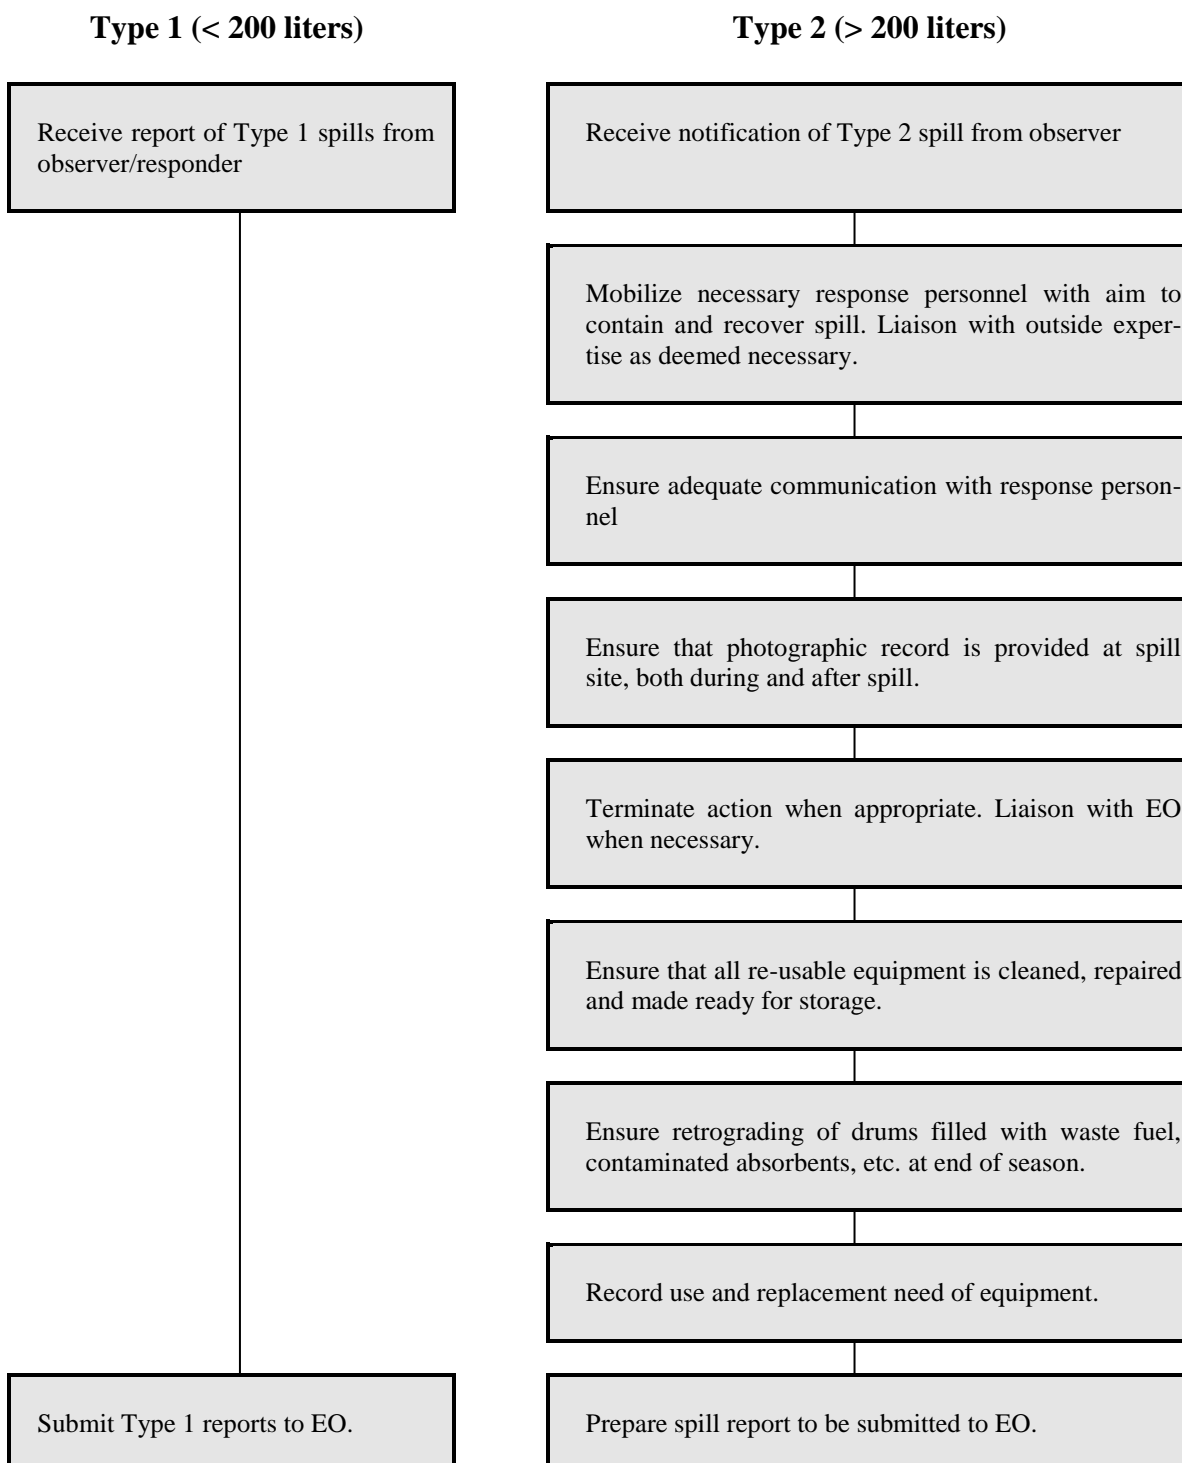 Type 1 (< 200 liters)
Type 2 (> 200 liters)
Receive report of Type 1 spills from
observer/responder
Receive notification of Type 2 spill from observer
Mobilize necessary response personnel with aim to
contain and recover spill. Liaison with outside exper-
tise as deemed necessary.
Ensure adequate communication with response person-
nel
Ensure that photographic record is provided at spill
site, both during and after spill.
Terminate action when appropriate. Liaison with EO
when necessary.
Ensure that all re-usable equipment is cleaned, repaired
and made ready for storage.
Ensure retrograding of drums filled with waste fuel,
contaminated absorbents, etc. at end of season.
Record use and replacement need of equipment.
Submit Type 1 reports to EO.
Prepare spill report to be submitted to EO.